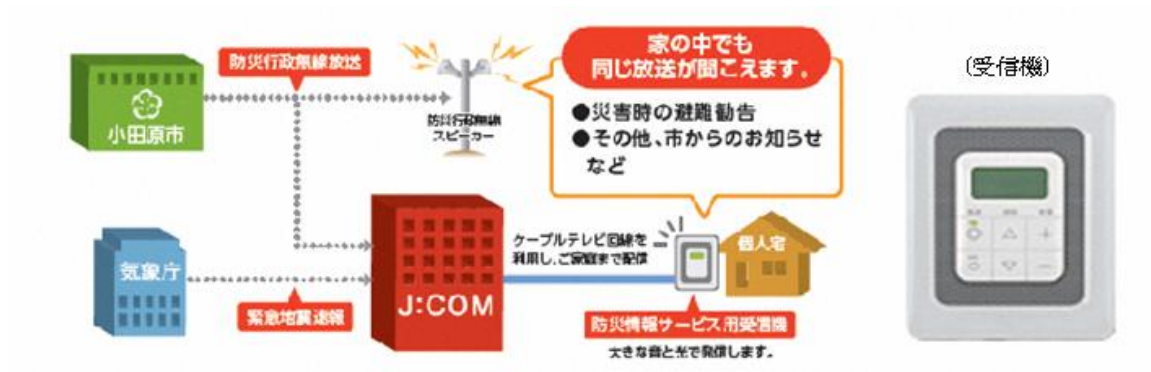 防災行政無線放送
小田原市
防災行政無線
スピーカー
家の中でも
同じ放送が聞こえます。
●災害時の避難勧告
●その他、市からのお知らせ
など
(受信機)
気象庁
緊急地震速報
J:COM
ケーブルテレビ回線を
利用し、ご家庭まで配信
個人宅
防災情報サービス用受信機
大きな音と光で発信します。